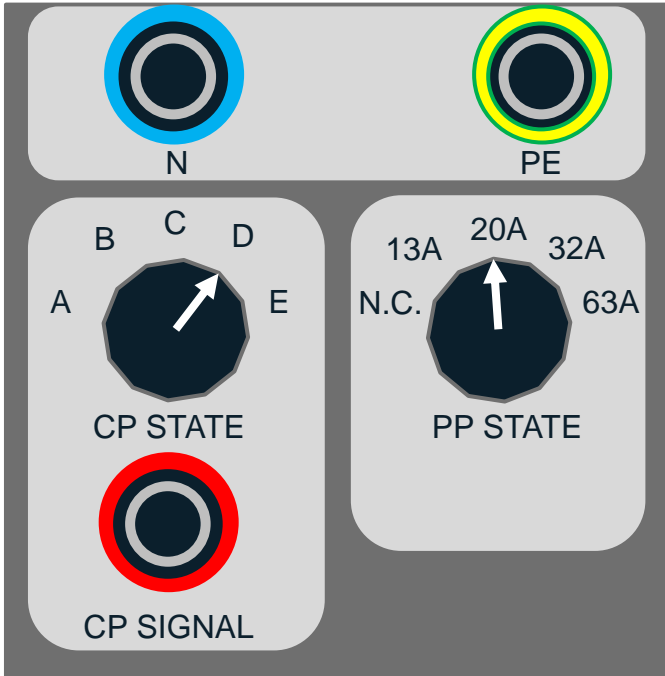 N
PE
A
B
C
D
E
CP STATE
N.C.
13A
20A
32A
63A
PP STATE
CP SIGNAL